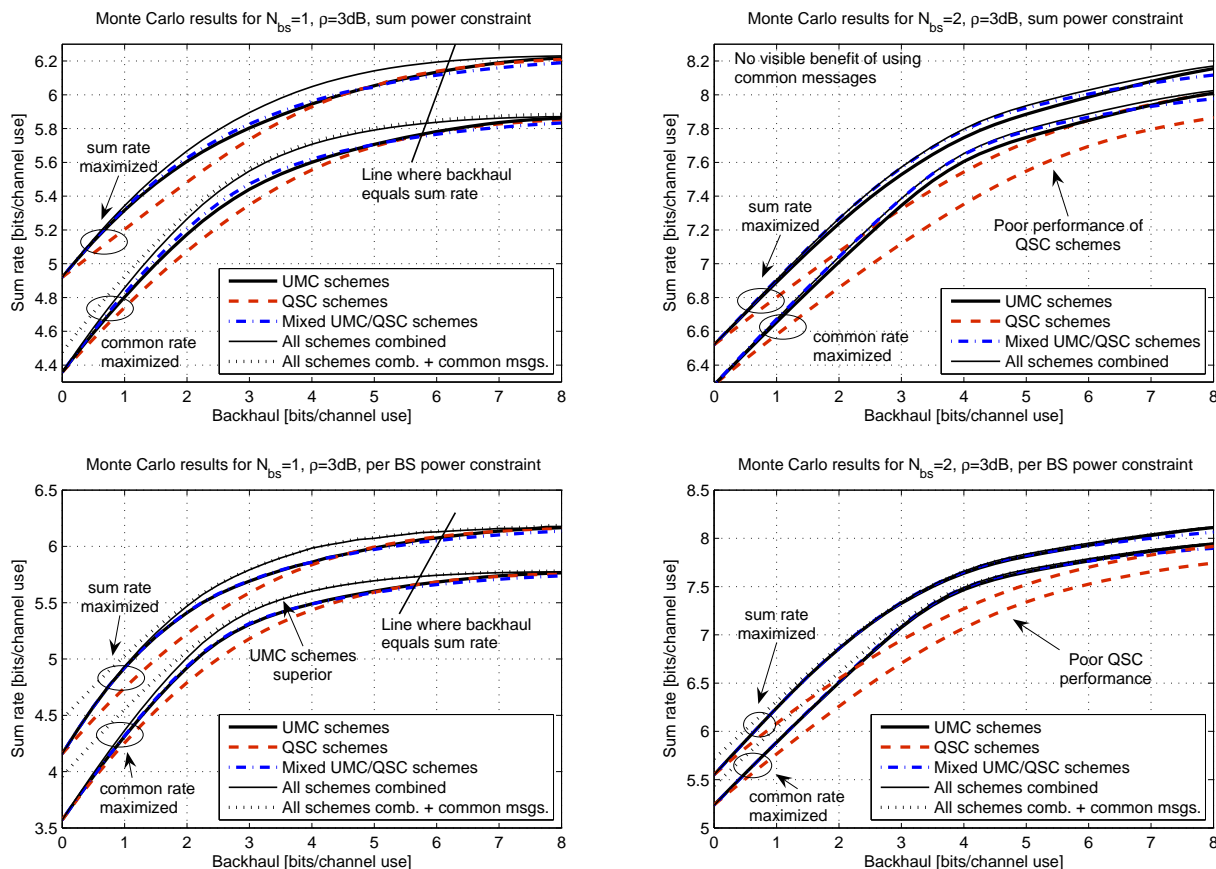 Monte Carlo results for N_bs=1, ρ=3dB, sum power constraint
6.2
6
5.8
5.6
5.4
5.2
5
4.8
4.6
4.4
Sum rate [bits/channel use]
sum rate
maximized
Line where backhaul
equals sum rate
common rate
maximized
UMC schemes
QSC schemes
Mixed UMC/QSC schemes
All schemes combined
All schemes comb. + common msgs.
0 1 2 3 4 5 6 7 8
Backhaul [bits/channel use]
Monte Carlo results for N_bs=2, ρ=3dB, sum power constraint
8.2
8
7.8
7.6
7.4
7.2
7
6.8
6.6
6.4
Sum rate [bits/channel use]
No visible benefit of using
common messages
sum rate
maximized
Poor performance of
QSC schemes
common rate
maximized
UMC schemes
QSC schemes
Mixed UMC/QSC schemes
All schemes combined
0 1 2 3 4 5 6 7 8
Backhaul [bits/channel use]
Monte Carlo results for N_bs=1, ρ=3dB, per BS power constraint
6.5
6
5.5
5
4.5
4
3.5
Sum rate [bits/channel use]
sum rate
maximized
Line where backhaul
equals sum rate
UMC schemes
superior
common rate
maximized
UMC schemes
QSC schemes
Mixed UMC/QSC schemes
All schemes combined
All schemes comb. + common msgs.
0 1 2 3 4 5 6 7 8
Backhaul [bits/channel use]
Monte Carlo results for N_bs=2, ρ=3dB, per BS power constraint
8.5
8
7.5
7
6.5
6
5.5
5
Sum rate [bits/channel use]
sum rate
maximized
Poor QSC
performance
common rate
maximized
UMC schemes
QSC schemes
Mixed UMC/QSC schemes
All schemes combined
All schemes comb. + common msgs.
0 1 2 3 4 5 6 7 8
Backhaul [bits/channel use]